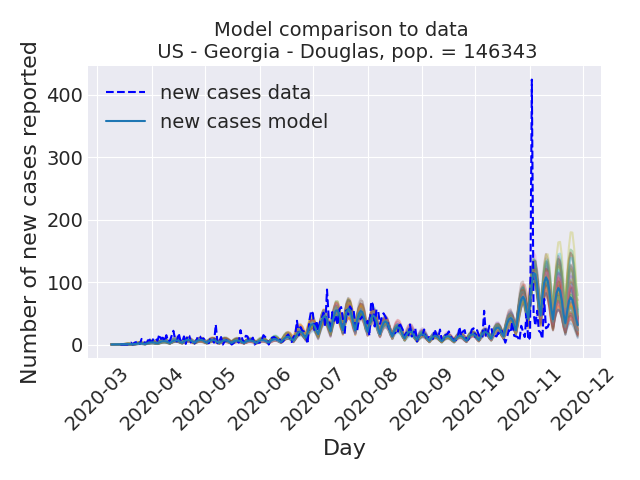 Model comparison to data
US - Georgia - Douglas, pop. = 146343
new cases data
new cases model
Number of new cases reported
400
300
200
100
0
2020-03
2020-04
2020-05
2020-06
2020-07
2020-08
2020-09
2020-10
2020-11
2020-12
Day